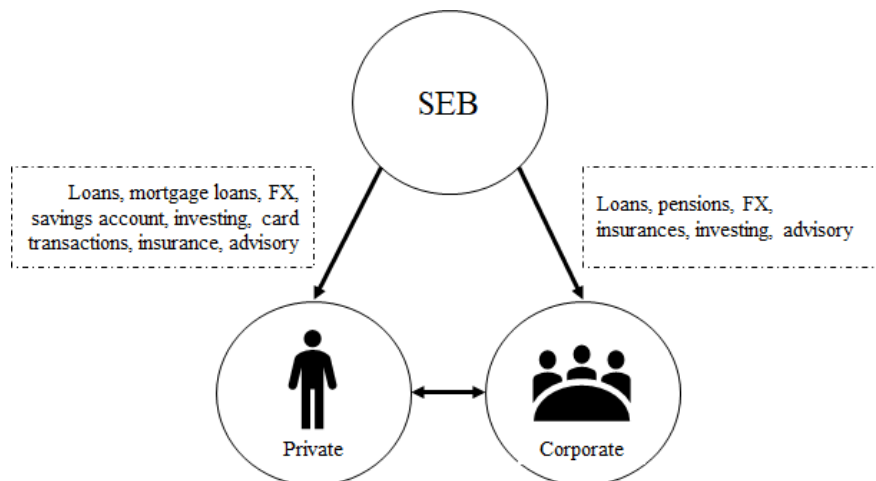 SEB
Loans, mortgage loans, FX,
savings account, investing, card
transactions, insurance, advisory
Loans, pensions, FX,
insurances, investing, advisory
Private
Corporate